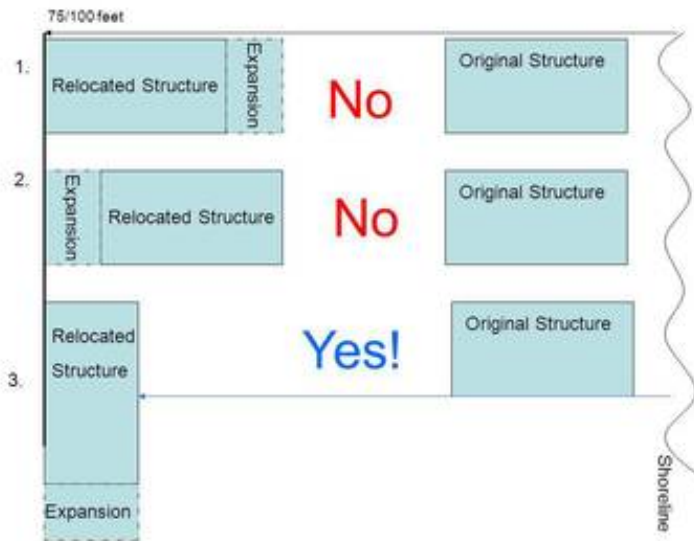 75/100 feet
1.
Relocated Structure
Expansion
No
Original Structure
2.
Expansion
Relocated Structure
No
Original Structure
3.
Relocated
Structure
Yes!
Original Structure
Expansion
Shoreline